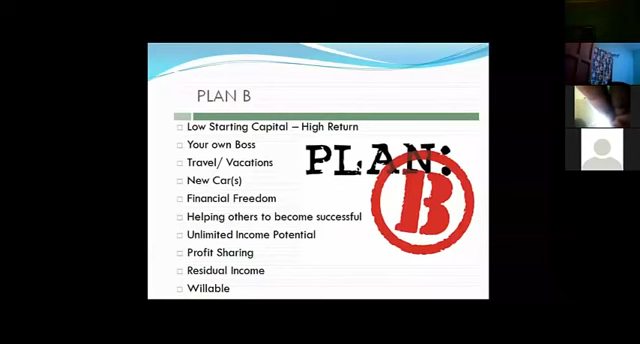 PLAN B
Low Starting Capital – High Return
Your own Boss
Travel/ Vacations
New Car(s)
Financial Freedom
Helping others to become successful
Unlimited Income Potential
Profit Sharing
Residual Income
Willable
PLAN:
B